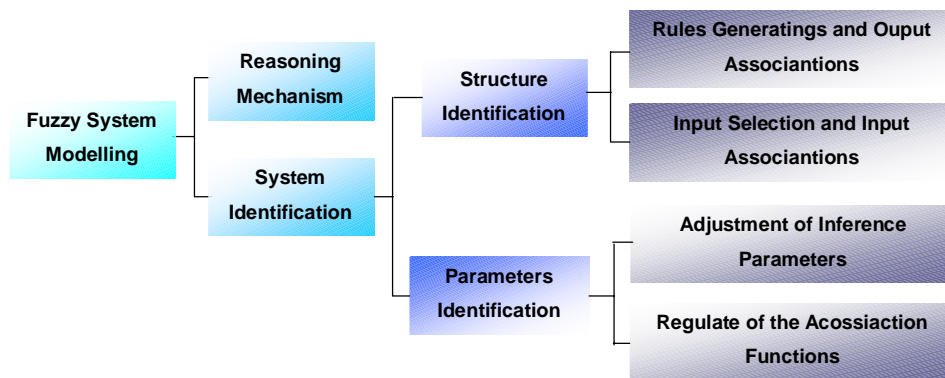 Fuzzy System
Modelling
Reasoning
Mechanism
System
Identification
Structure
Identification
Parameters
Identification
Rules Generatings and Ouput
Associantions
Input Selection and Input
Associantions
Adjustment of Inference
Parameters
Regulate of the Acossiaction
Functions